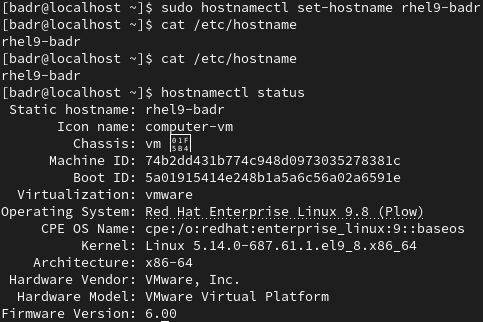 [badr@localhost ~]$ sudo hostnamectl set-hostname rhel9-badr
[badr@localhost ~]$ cat /etc/hostname
rhel9-badr
[badr@localhost ~]$ cat /etc/hostname
rhel9-badr
[badr@localhost ~]$ hostnamectl status
Static hostname: rhel9-badr
Icon name: computer-vm
Chassis: vm 01F5B4
Machine ID: 74b2dd431b774c948d0973035278381c
Boot ID: 5a01915414e248b1a5a6c56a02a6591e
Virtualization: vmware
Operating System: Red Hat Enterprise Linux 9.8 (Plow)
CPE OS Name: cpe:/o:redhat:enterprise_linux:9::baseos
Kernel: Linux 5.14.0-687.61.1.el9_8.x86_64
Architecture: x86-64
Hardware Vendor: VMware, Inc.
Hardware Model: VMware Virtual Platform
Firmware Version: 6.00